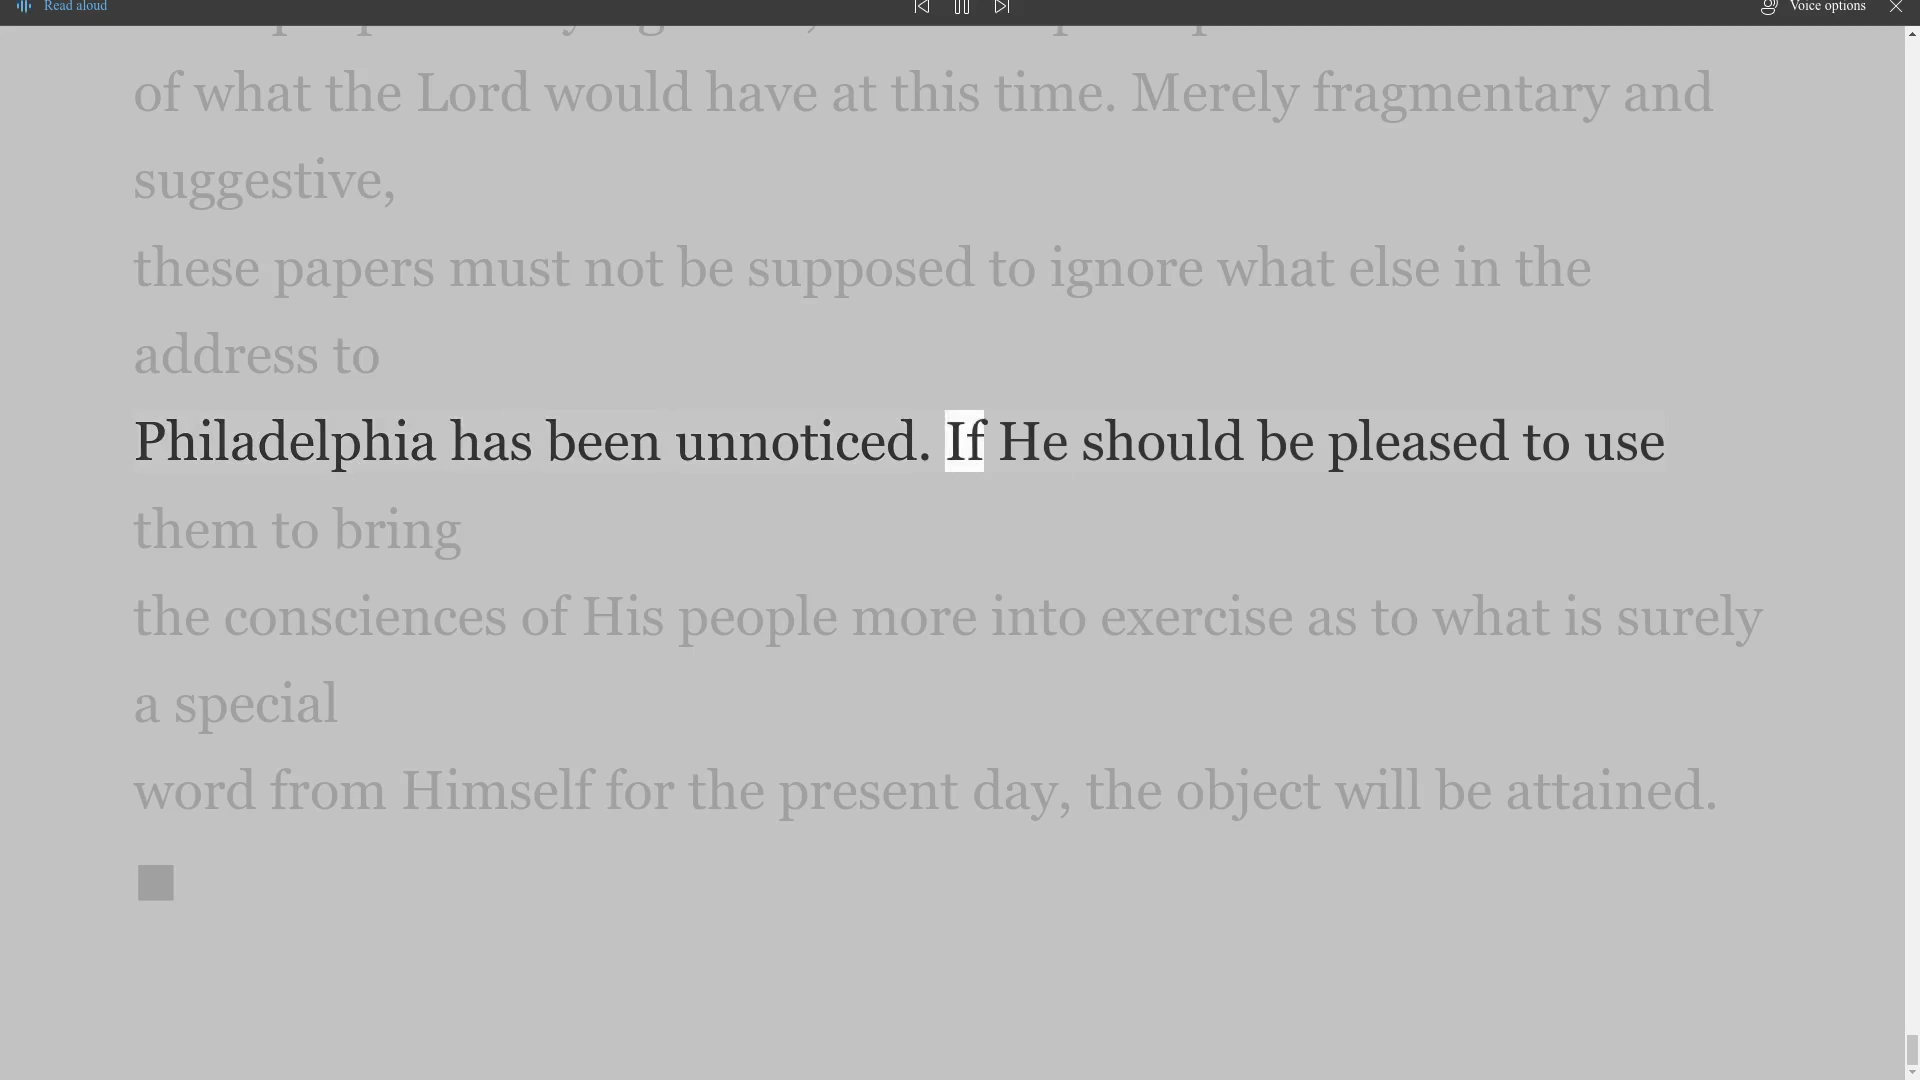 Read aloud
Voice options
of what the Lord would have at this time. Merely fragmentary and
suggestive,
these papers must not be supposed to ignore what else in the
address to
Philadelphia has been unnoticed. If He should be pleased to use
them to bring
the consciences of His people more into exercise as to what is surely
a special
word from Himself for the present day, the object will be attained.